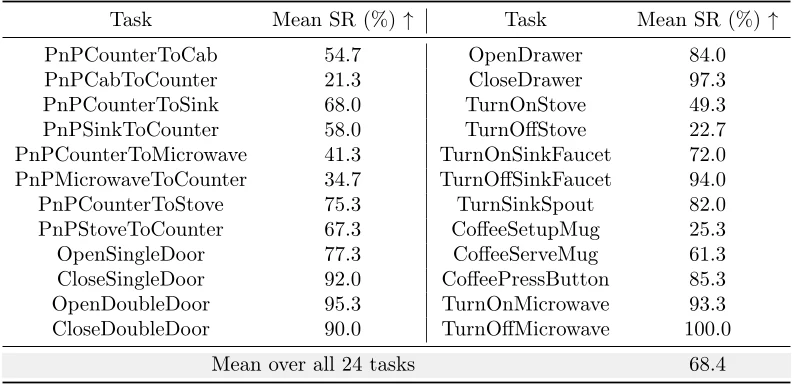 Task Mean SR (%) ↑ Task Mean SR (%) ↑
PnPCounterToCab 54.7 OpenDrawer 84.0
PnPCabToCounter 21.3 CloseDrawer 97.3
PnPCounterToSink 68.0 TurnOnStove 49.3
PnPSinkToCounter 58.0 TurnOffStove 22.7
PnPCounterToMicrowave 41.3 TurnOnSinkFaucet 72.0
PnPMicrowaveToCounter 34.7 TurnOffSinkFaucet 94.0
PnPCounterToStove 75.3 TurnSinkSpout 82.0
PnPStoveToCounter 67.3 CoffeeSetupMug 25.3
OpenSingleDoor 77.3 CoffeeServeMug 61.3
CloseSingleDoor 92.0 CoffeePressButton 85.3
OpenDoubleDoor 95.3 TurnOnMicrowave 93.3
CloseDoubleDoor 90.0 TurnOffMicrowave 100.0
Mean over all 24 tasks 68.4